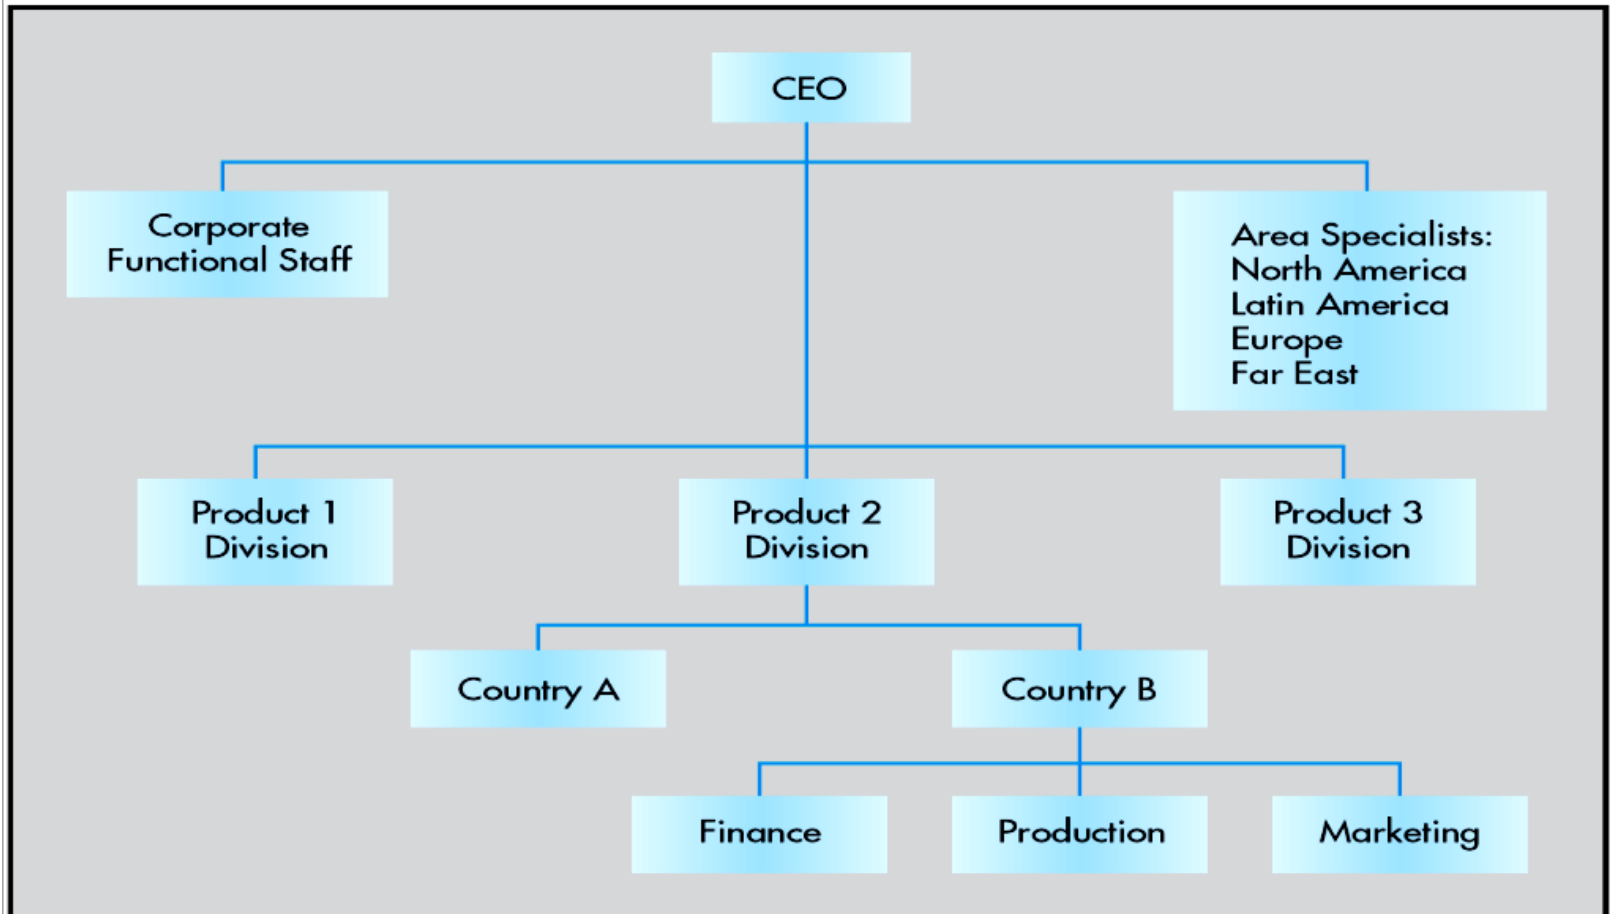 CEO
Corporate
Functional Staff
Area Specialists:
North America
Latin America
Europe
Far East
Product 1
Division
Product 2
Division
Product 3
Division
Country A
Country B
Finance
Production
Marketing